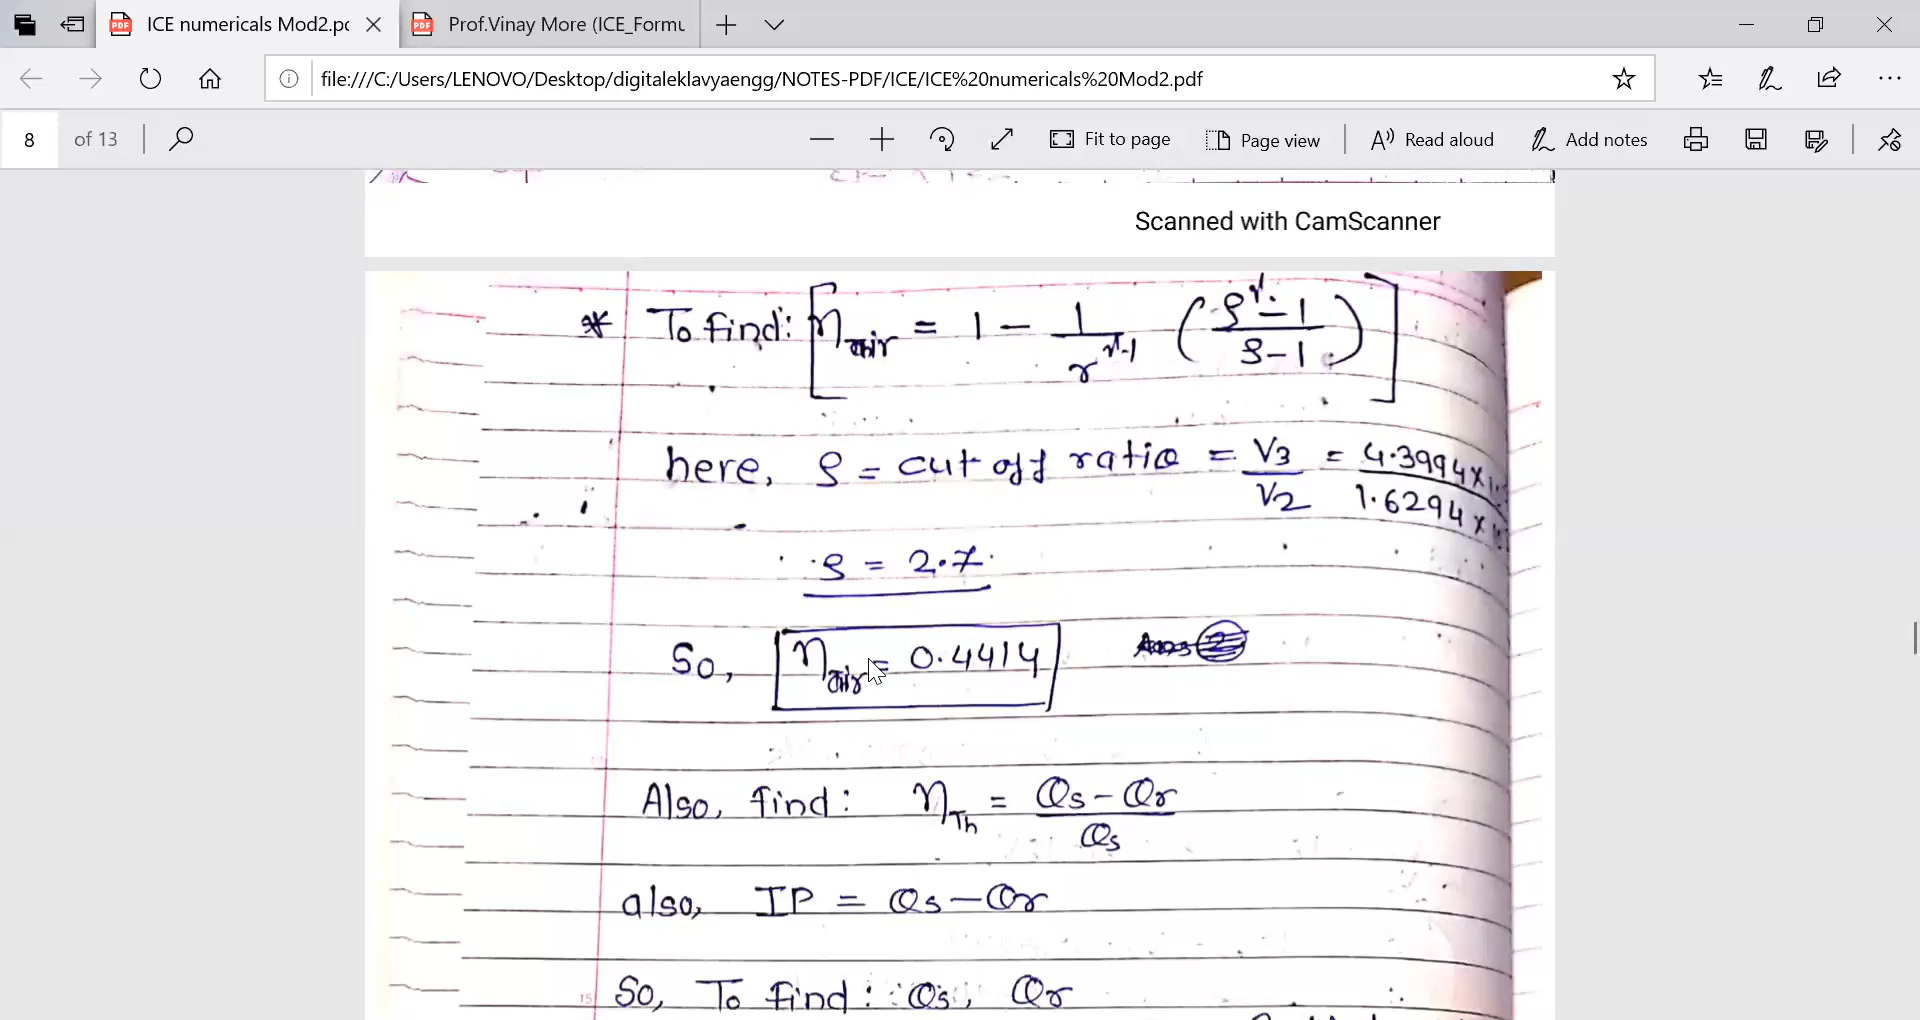 ICE numericals Mod2.pd
Prof.Vinay More (ICE_Formu
file:///C:/Users/LENOVO/Desktop/digitaleklavyaengg/NOTES-PDF/ICE/ICE%20numericals%20Mod2.pdf
8 of 13
Fit to page
Page view
Read aloud
Add notes
Scanned with CamScanner
* To find: [η_air = 1 - 1/r^(γ-1) (ρ^γ - 1 / ρ - 1)]
here, ρ = cut off ratio = V3/V2 = 4.3994 x / 1.6294 x
ρ = 2.7
So, η_air = 0.4414
Also, find: η_Th = Qs - Qr / Qs
also, IP = Qs - Qr
So, To find: Qs, Qr